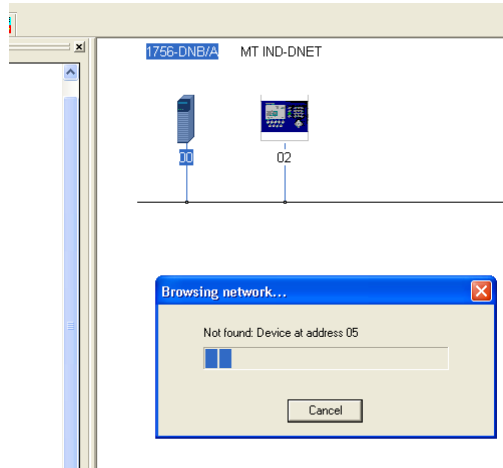 1756-DNB/A MT IND-DNET
00 02
Browsing network...
Not found: Device at address 05
Cancel